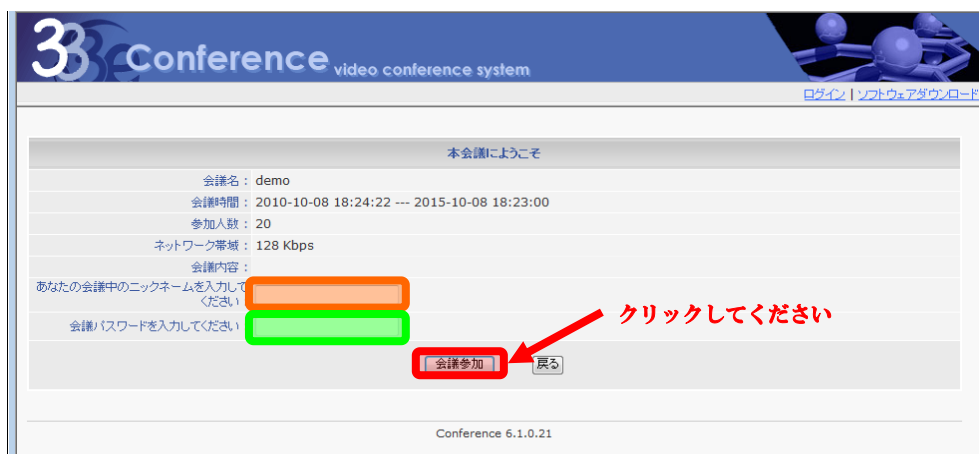 33e Conference video conference system
ログイン | ソフトウェアダウンロード
本会議にようこそ
会議名： demo
会議時間： 2010-10-08 18:24:22 --- 2015-10-08 18:23:00
参加人数： 20
ネットワーク帯域： 128 Kbps
会議内容：
あなたの会議中のニックネームを入力して
ください
会議パスワードを入力してください
クリックしてください
会議参加 戻る
Conference 6.1.0.21